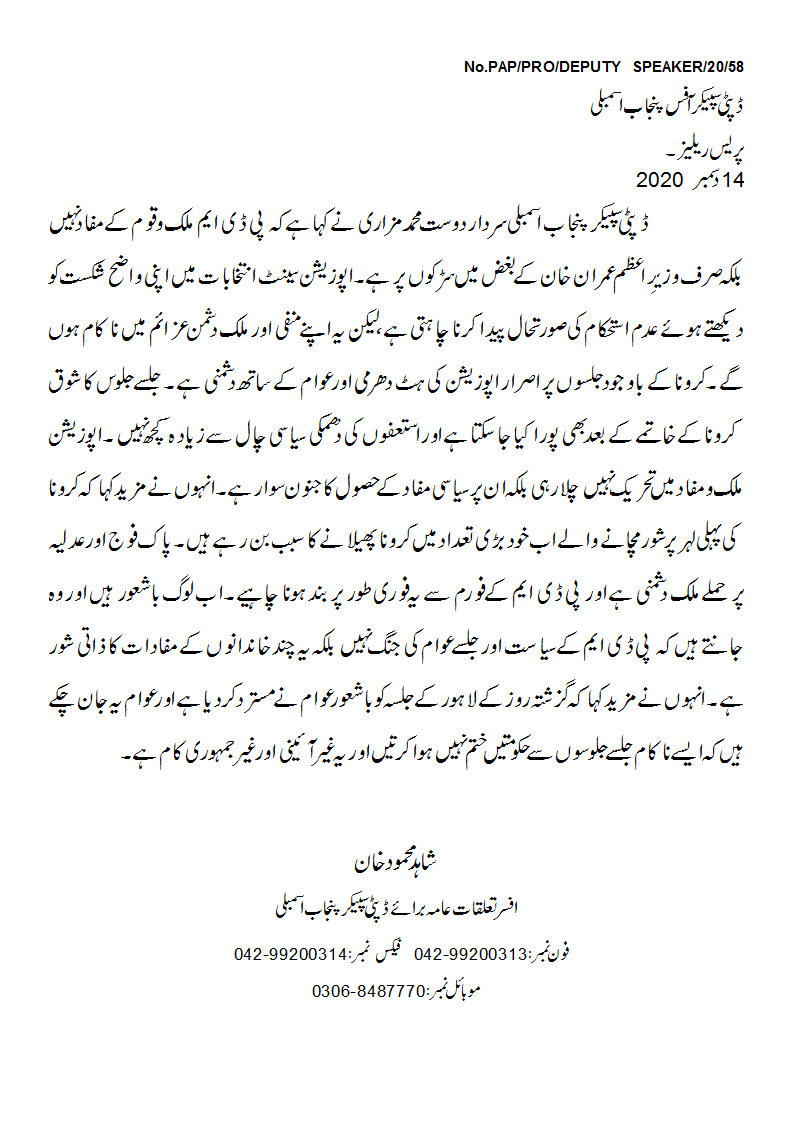 No.PAP/PRO/DEPUTY SPEAKER/20/58
ڈپٹی سپیکر آفس پنجاب اسمبلی
پریس ریلیز ۔
14 دسمبر 2020
ڈپٹی سپیکر پنجاب اسمبلی سردار دوست محمد مزاری نے کہا ہے کہ پی ڈی ایم ملک و قوم کے مفاد نہیں
بلکہ صرف وزیرِ اعظم عمران خان کے بغض میں سڑکوں پر ہے۔ اپوزیشن سینٹ انتخابات میں اپنی واضح شکست کو
دیکھتے ہوئے عدم استحکام کی صورتحال پیدا کرنا چاہتی ہے، لیکن یہ اپنے منفی اور ملک دشمن عزائم میں ناکام ہوں
گے ۔ کرونا کے باوجود جلسوں پر اصرار اپوزیشن کی ہٹ دھرمی اور عوام کے ساتھ دشمنی ہے ۔ جلسے جلوس کا شوق
کرونا کے خاتمے کے بعد بھی پورا کیا جا سکتا ہے اور استعفوں کی دھمکی سیاسی چال سے زیادہ کچھ نہیں ۔ اپوزیشن
ملک و مفاد میں تحریک نہیں چلا رہی بلکہ ان پر سیاسی مفاد کے حصول کا جنون سوار ہے۔ انہوں نے مزید کہا کہ کرونا
کی پہلی لہر پر شور مچانے والے اب خود بڑی تعداد میں کرونا پھیلانے کا سبب بن رہے ہیں ۔ پاک فوج اور عدلیہ
پر حملے ملک دشمنی ہے اور پی ڈی ایم کے فورم سے یہ فوری طور پر بند ہونا چاہیے۔ اب لوگ باشعور ہیں اور وہ
جانتے ہیں کہ پی ڈی ایم کے سیاست اور جلسے عوام کی جنگ نہیں بلکہ یہ چند خاندانوں کے مفادات کا ذاتی شور
ہے۔ انہوں نے مزید کہا کہ گزشتہ روز کے لاہور کے جلسہ کو باشعور عوام نے مسترد کر دیا ہے اور عوام یہ جان چکے
ہیں کہ ایسے ناکام جلسے جلوسوں سے حکومتیں ختم نہیں ہوا کرتیں اور یہ غیر آئینی اور غیر جمہوری کام ہے ۔
شاہد محمود خان
افسر تعلقات عامہ برائے ڈپٹی سپیکر پنجاب اسمبلی
فون نمبر: 042-99200313 فیکس نمبر: 042-99200314
موبائل نمبر: 0306-8487770